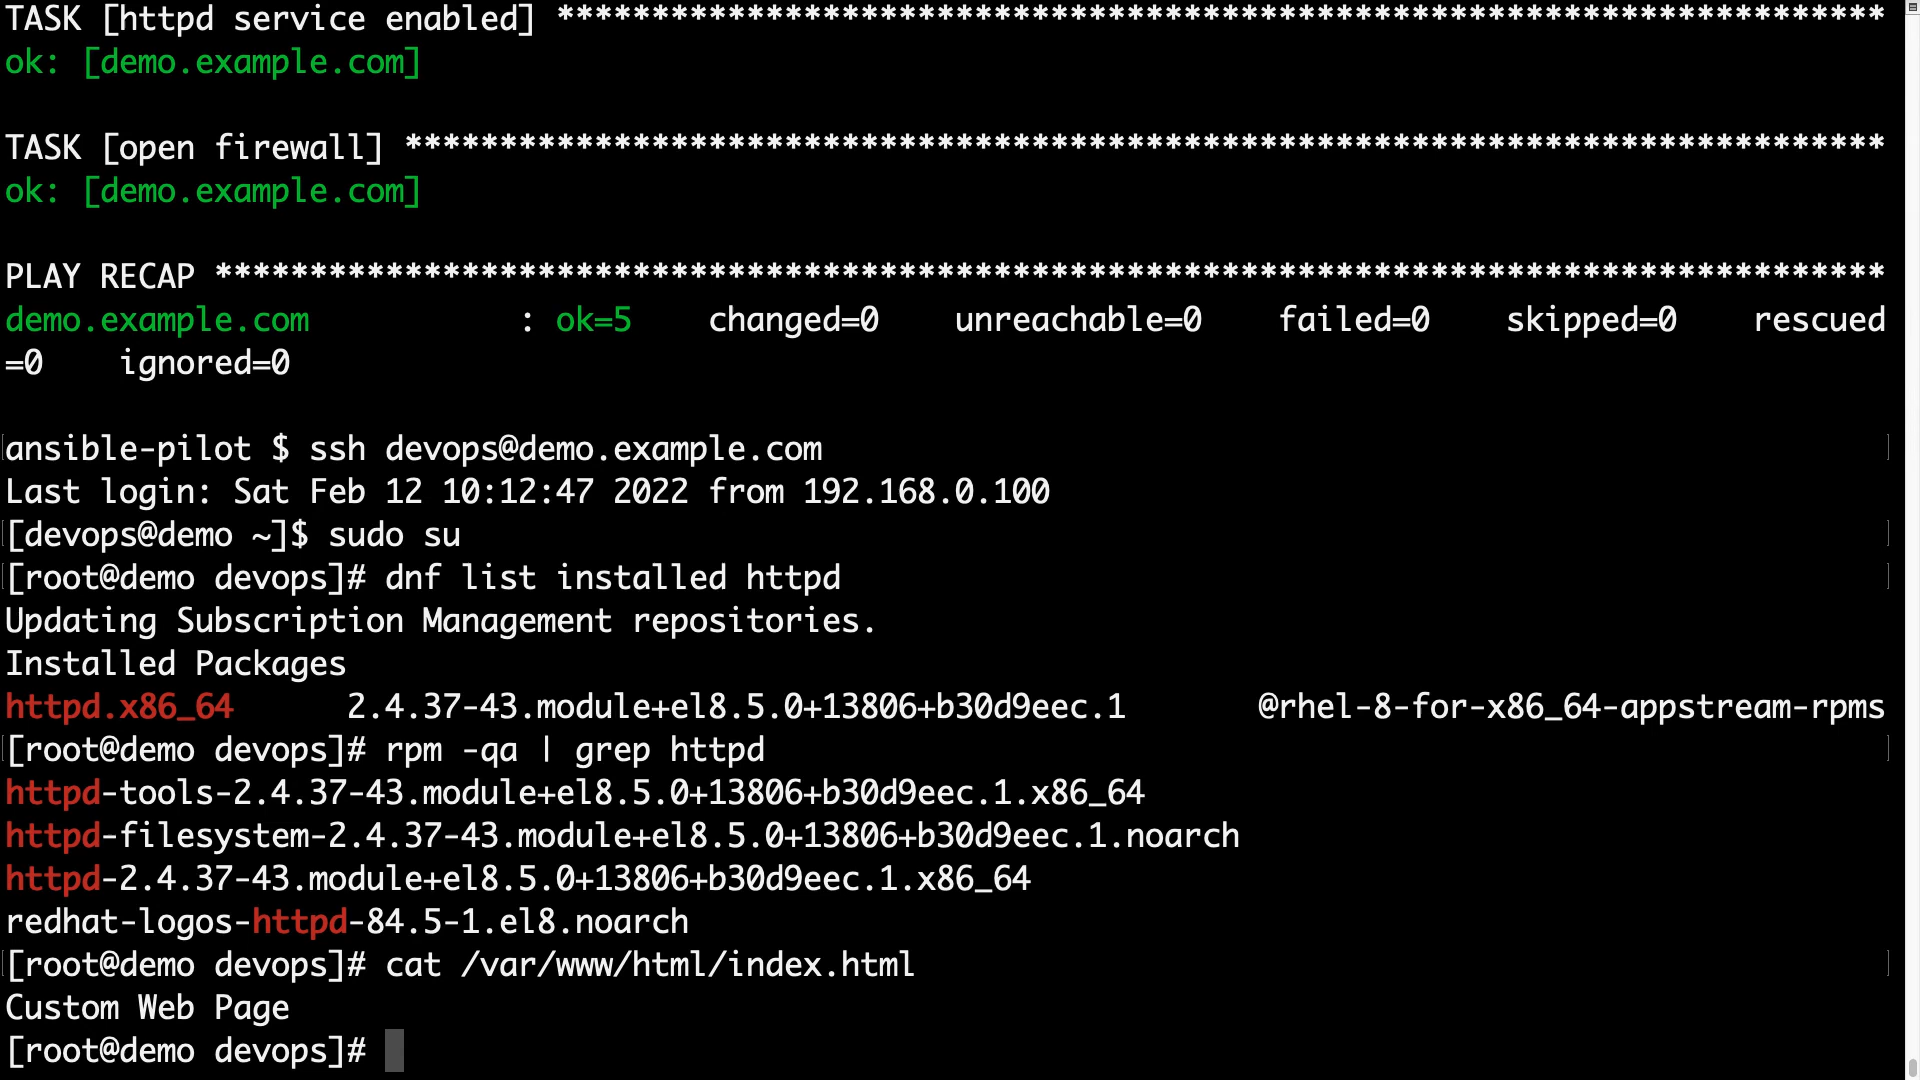 TASK [httpd service enabled] **********************************************************************
ok: [demo.example.com]
TASK [open firewall] ******************************************************************************
ok: [demo.example.com]
PLAY RECAP ****************************************************************************************
demo.example.com           : ok=5    changed=0    unreachable=0    failed=0    skipped=0    rescued
=0    ignored=0
ansible-pilot $ ssh devops@demo.example.com
Last login: Sat Feb 12 10:12:47 2022 from 192.168.0.100
[devops@demo ~]$ sudo su
[root@demo devops]# dnf list installed httpd
Updating Subscription Management repositories.
Installed Packages
httpd.x86_64      2.4.37-43.module+el8.5.0+13806+b30d9eec.1       @rhel-8-for-x86_64-appstream-rpms
[root@demo devops]# rpm -qa | grep httpd
httpd-tools-2.4.37-43.module+el8.5.0+13806+b30d9eec.1.x86_64
httpd-filesystem-2.4.37-43.module+el8.5.0+13806+b30d9eec.1.noarch
httpd-2.4.37-43.module+el8.5.0+13806+b30d9eec.1.x86_64
redhat-logos-httpd-84.5-1.el8.noarch
[root@demo devops]# cat /var/www/html/index.html
Custom Web Page
[root@demo devops]#